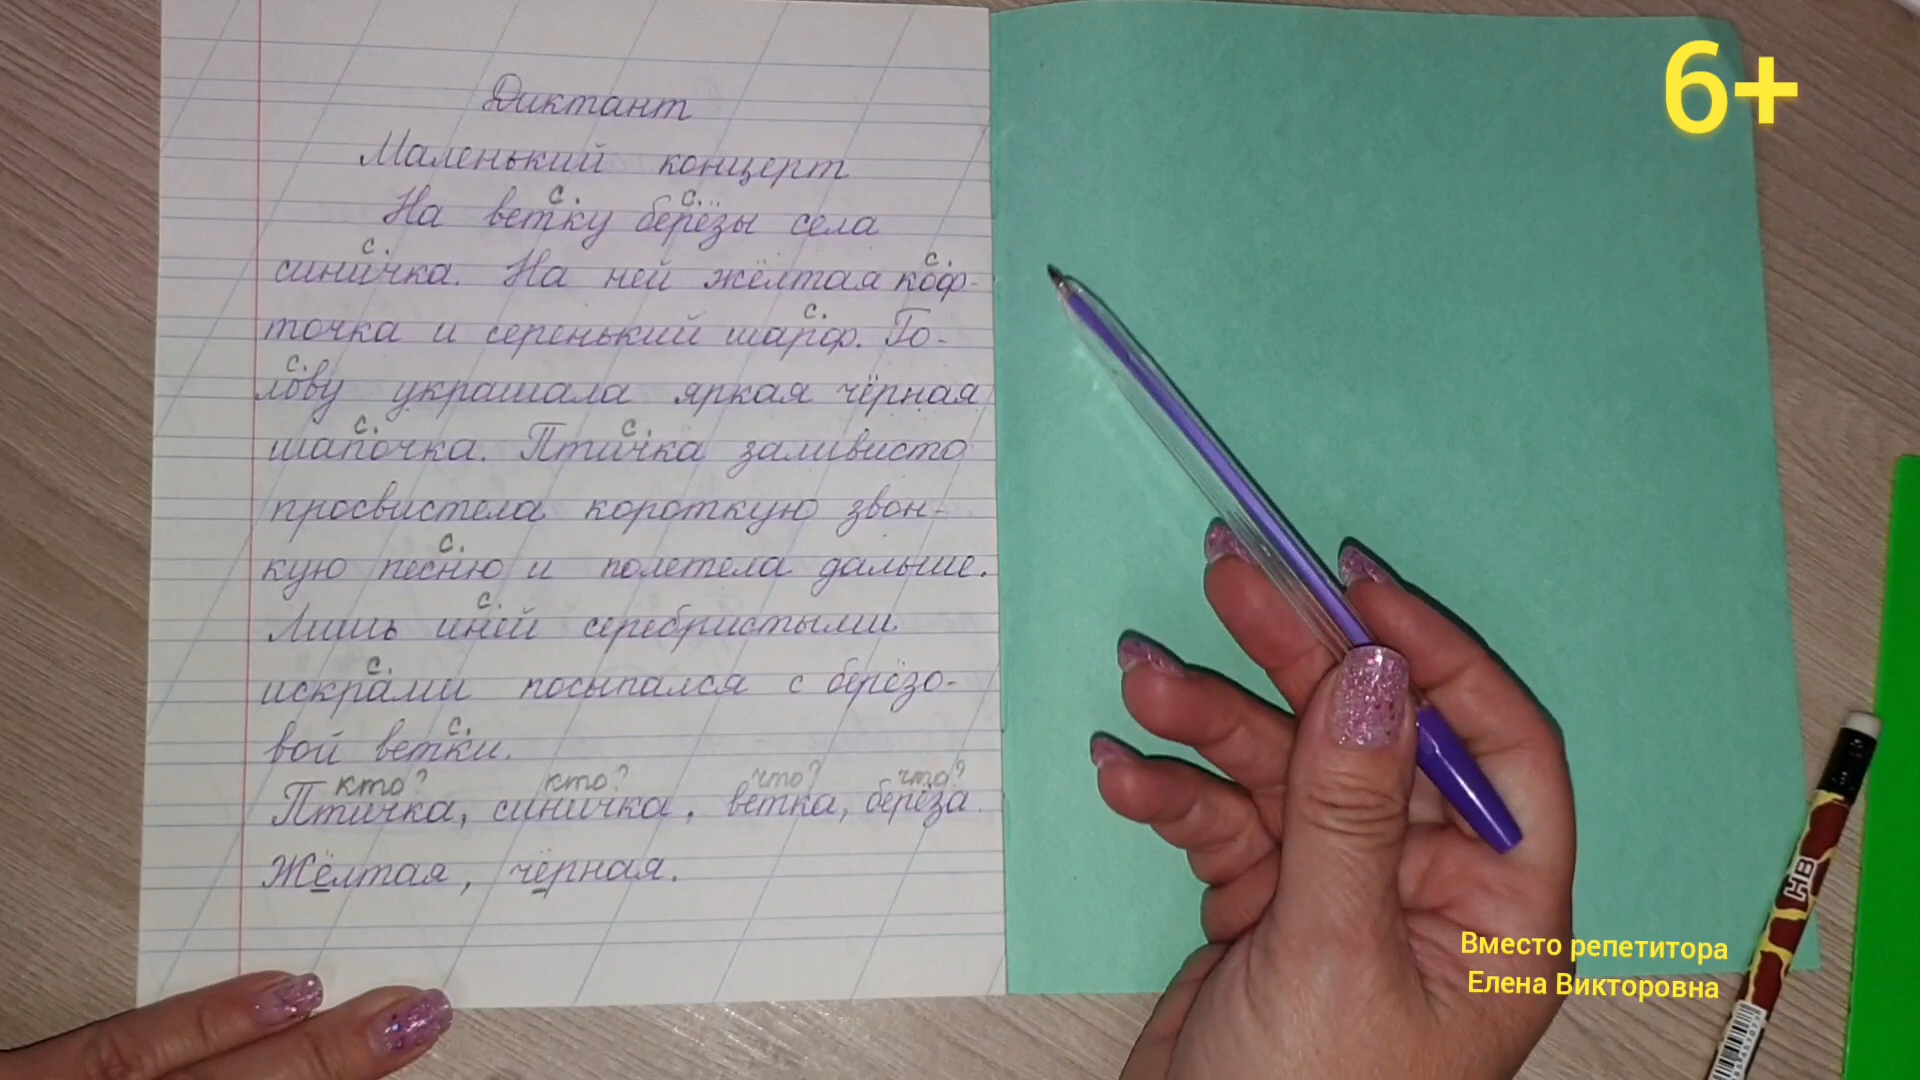 6+
Диктант
Маленький концерт
с. с.
На ветку берёзы села
с. с.
синичка. На ней жёлтая коф-
с.
точка и серенький шарф. Го-
с.
лову украшала яркая чёрная
с. с.
шапочка. Птичка заливисто
просвистела короткую звон-
с.
кую песню и полетела дальше.
с.
Лишь иней серебристыми
с.
искрами посыпался с берёзо-
с.
вой ветки.
кто? кто? что? что?
Птичка, синичка, ветка, берёза.
Жёлтая, чёрная.
HB
Вместо репетитора
Елена Викторовна